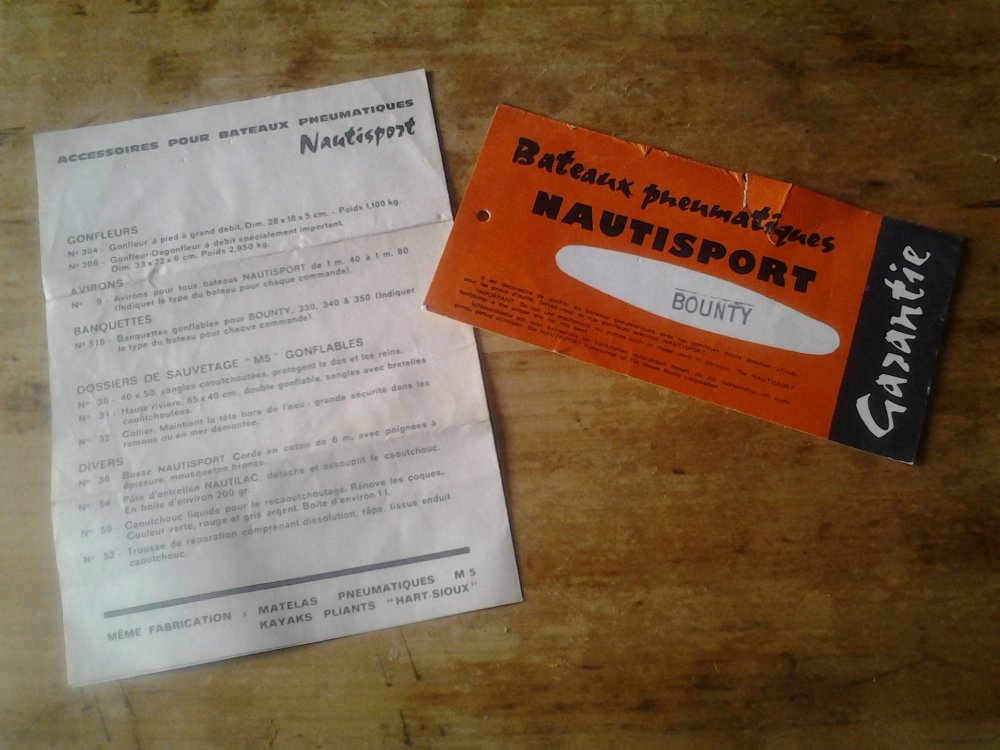 ACCESSOIRES POUR BATEAUX PNEUMATIQUES
Nautisport
GONFLEURS
N° 304 - Gonfleur à pied à grand débit. Dim. 28 x 18 x 5 cm. - Poids 1,100 kg.
N° 306 - Gonfleur-Dégonfleur à débit spécialement important.
Dim. 33 x 22 x 6 cm. Poids 2,950 kg.
AVIRONS
N° 9 - Avirons pour tous bateaux NAUTISPORT de 1 m. 40 à 1 m. 80
(Indiquer le type du bateau pour chaque commande).
BANQUETTES
N° 518 - Banquettes gonflables pour BOUNTY, 330, 340 & 350 (Indiquer
le type du bateau pour chaque commande).
DOSSIERS DE SAUVETAGE "M5" GONFLABLES
N° 30 - 40 x 50, sangles caoutchoutées, protègent le dos et les reins.
N° 31 - Haute rivière, 65 x 40 cm., double gonflable, sangles avec bretelles
caoutchoutées.
N° 32 - Collier. Maintient la tête hors de l'eau : grande sécurité dans les
remous ou en mer démontée.
DIVERS
N° 36 - Bosse NAUTISPORT Corde en coton de 6 m. avec poignées à
épissure, mousqueton bronze.
N° 54 - Pâte d'entretien NAUTILAC, détache et assouplit le caoutchouc.
En boîte d'environ 200 gr.
N° 59 - Caoutchouc liquide pour le recaoutchoutage. Rénove les coques.
Couleur verte, rouge et gris argent. Boîte d'environ 1 l.
N° 52 - Trousse de réparation comprenant dissolution, râpe, tissus enduit
caoutchouc.
MÊME FABRICATION : MATELAS PNEUMATIQUES M 5
KAYAKS PLIANTS "HART-SIOUX"
Bateaux pneumatiques
NAUTISPORT
BOUNTY
Garantie